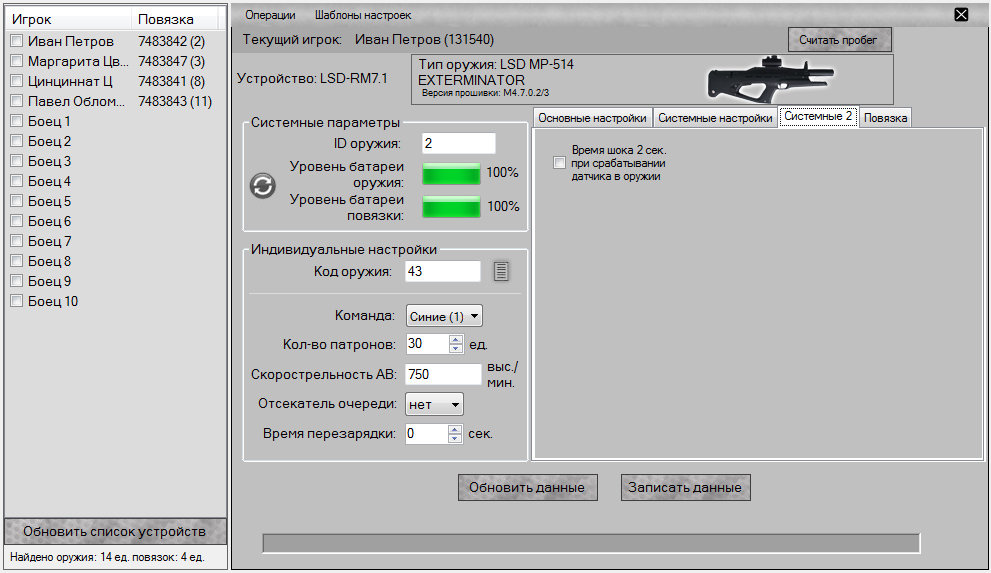 Игрок Повязка
Иван Петров 7483842 (2)
Маргарита Цв... 7483847 (3)
Цинциннат Ц 7483841 (8)
Павел Облом... 7483843 (11)
Боец 1
Боец 2
Боец 3
Боец 4
Боец 5
Боец 6
Боец 7
Боец 8
Боец 9
Боец 10
Обновить список устройств
Найдено оружия: 14 ед. повязок: 4 ед.
Операции Шаблоны настроек
Текущий игрок: Иван Петров (131540)
Считать пробег
Устройство: LSD-RM7.1
Тип оружия: LSD MP-514
EXTERMINATOR
Версия прошивки: M4.7.0.2/3
Системные параметры
ID оружия: 2
Уровень батареи
оружия:
100%
Уровень батареи
повязки:
100%
Индивидуальные настройки
Код оружия: 43
Команда: Синие (1)
Кол-во патронов: 30 ед.
Скорострельность АВ: 750 выс./
мин.
Отсекатель очереди: нет
Время перезарядки: 0 сек.
Основные настройки Системные настройки Системные 2 Повязка
Время шока 2 сек.
при срабатывании
датчика в оружии
Обновить данные Записать данные